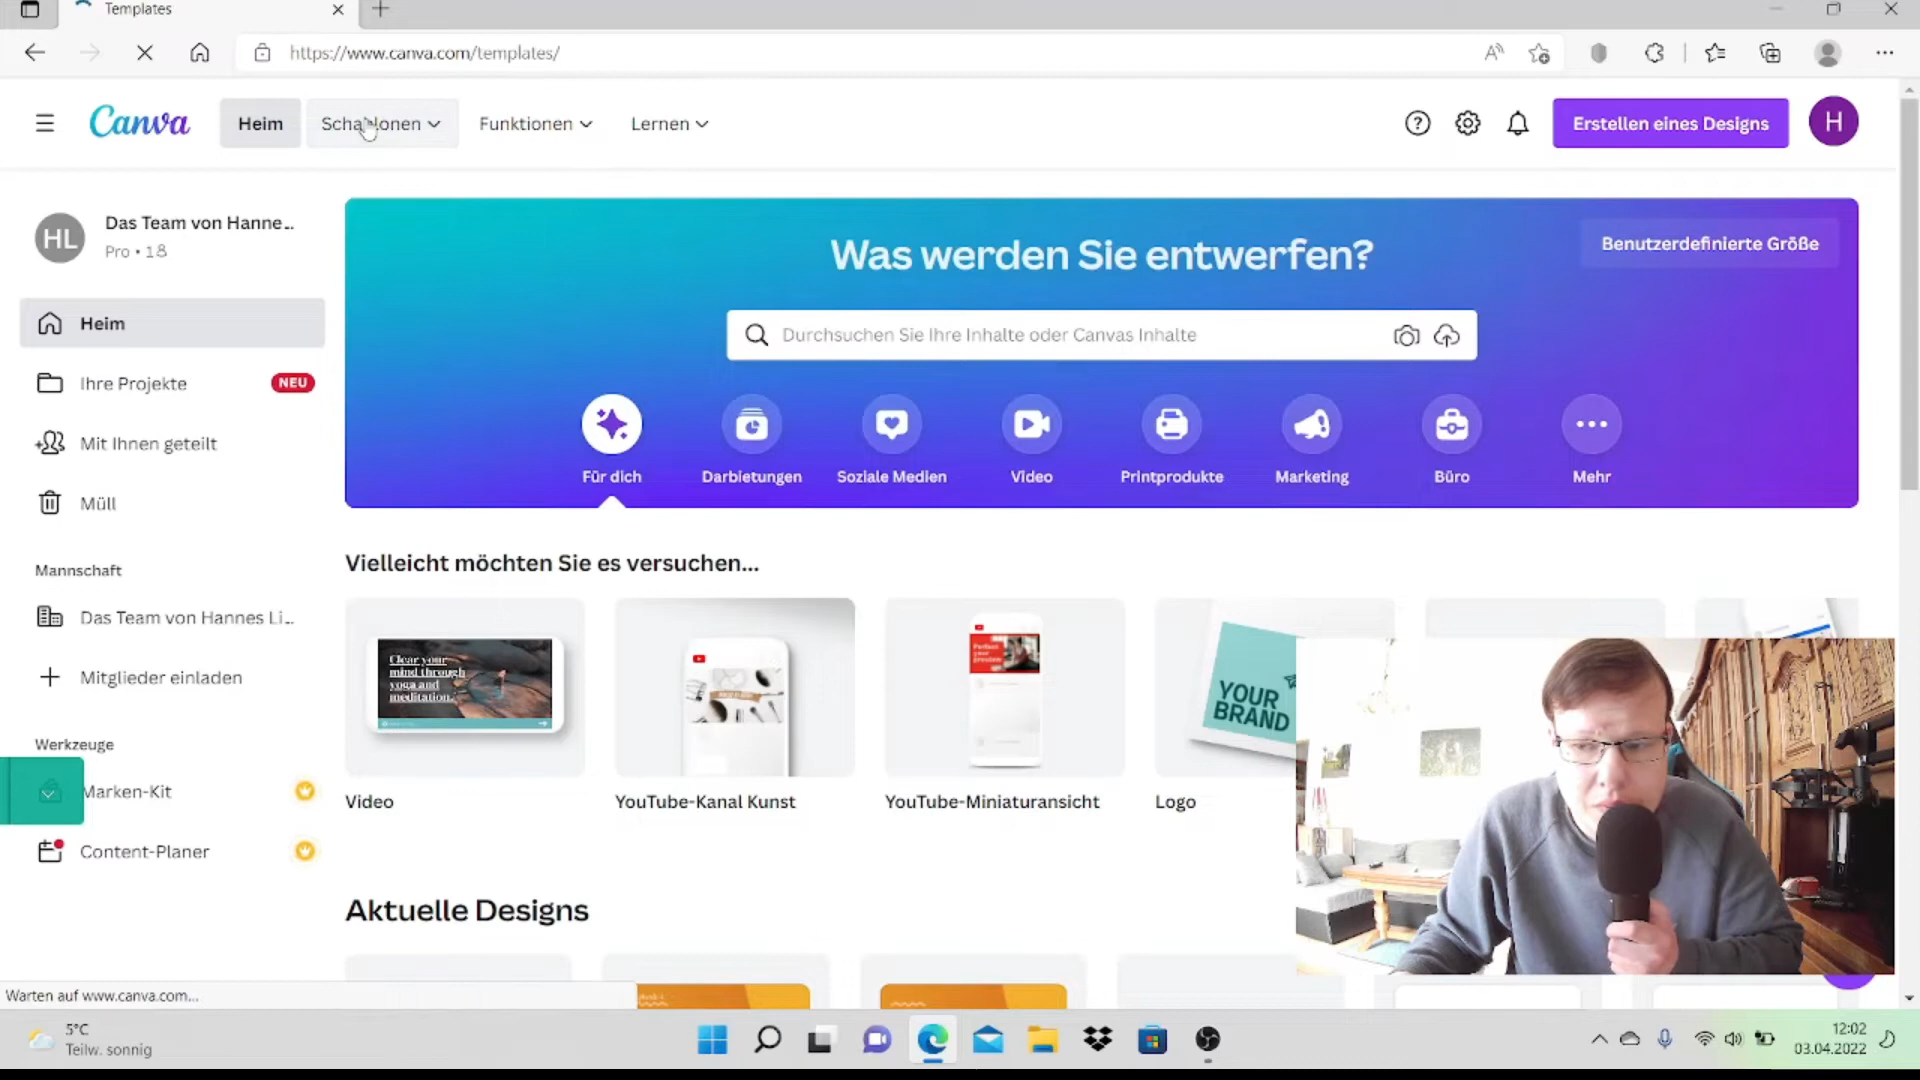 Templates
https://www.canva.com/templates/
Canva
Heim
Schablonen
Funktionen
Lernen
Erstellen eines Designs
H
HL
Das Team von Hanne...
Pro • 18
Was werden Sie entwerfen?
Benutzerdefinierte Größe
Durchsuchen Sie Ihre Inhalte oder Canvas Inhalte
Für dich
Darbietungen
Soziale Medien
Video
Printprodukte
Marketing
Büro
Mehr
Heim
Ihre Projekte
NEU
Mit Ihnen geteilt
Müll
Mannschaft
Das Team von Hannes Li...
Mitglieder einladen
Werkzeuge
Marken-Kit
Content-Planer
Vielleicht möchten Sie es versuchen...
Clear your
mind through
yoga and
meditation.
Perfect
your
YOUR
BRAND
Video
YouTube-Kanal Kunst
YouTube-Miniaturansicht
Logo
Aktuelle Designs
Warten auf www.canva.com...
5°C
Teilw. sonnig
12:02
03.04.2022